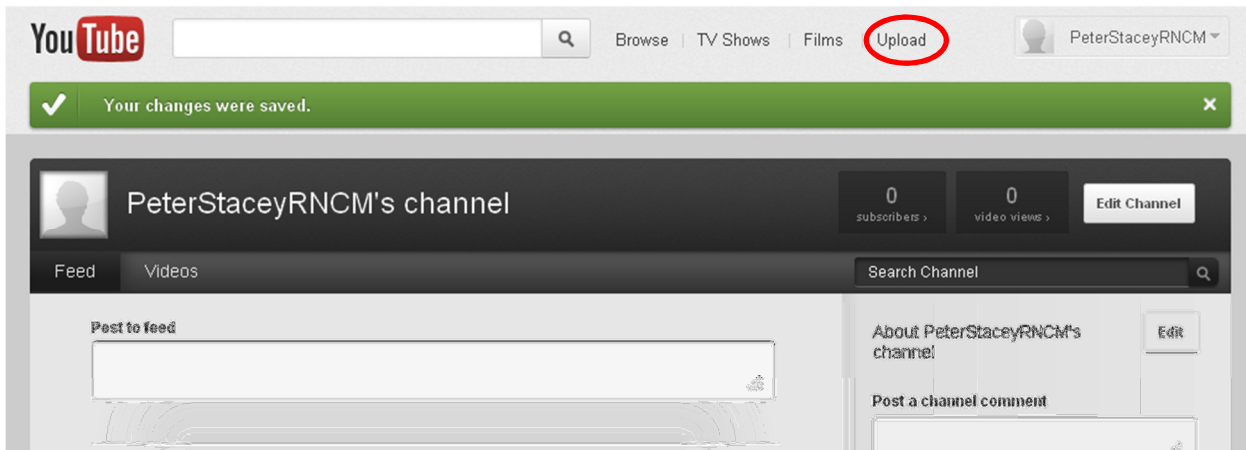 YouTube
Browse | TV Shows | Films | Upload
PeterStaceyRNCM
Your changes were saved.
PeterStaceyRNCM's channel
0
subscribers ›
0
video views ›
Edit Channel
Feed
Videos
Search Channel
Post to feed
About PeterStaceyRNCM's
channel
Edit
Post a channel comment